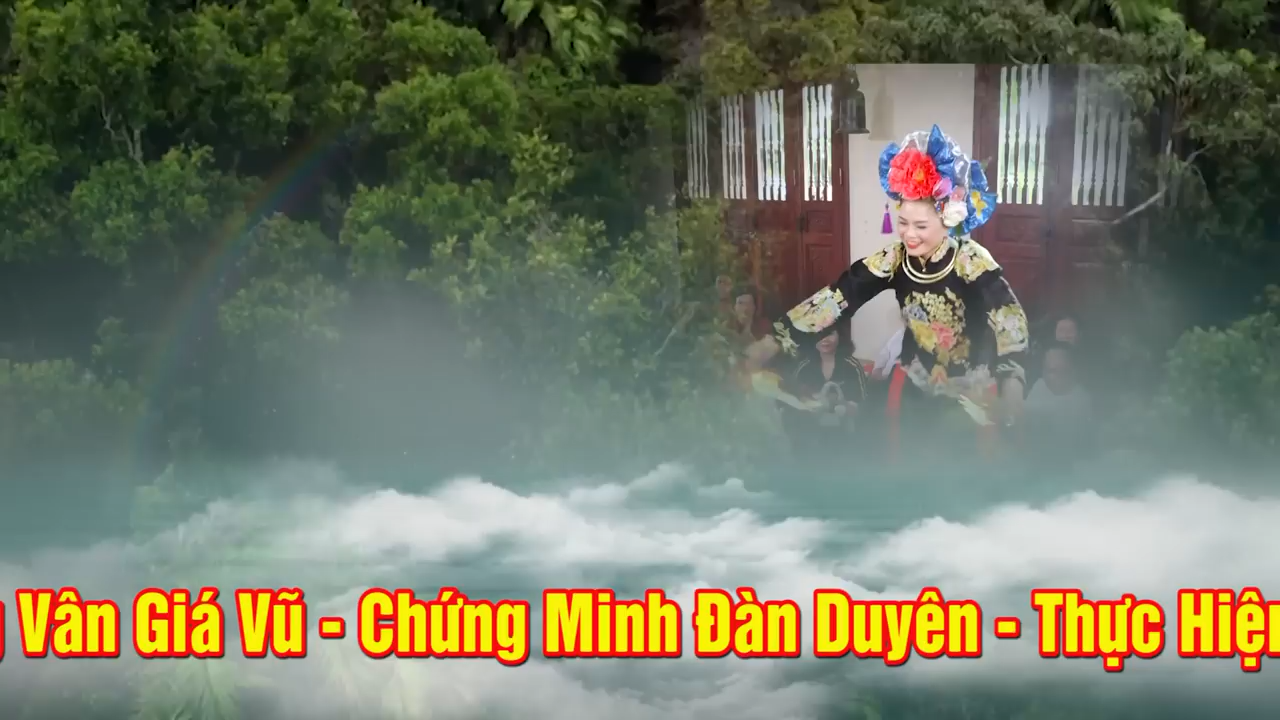 Vân Giá Vũ - Chứng Minh Đàn Duyên - Thực Hiện